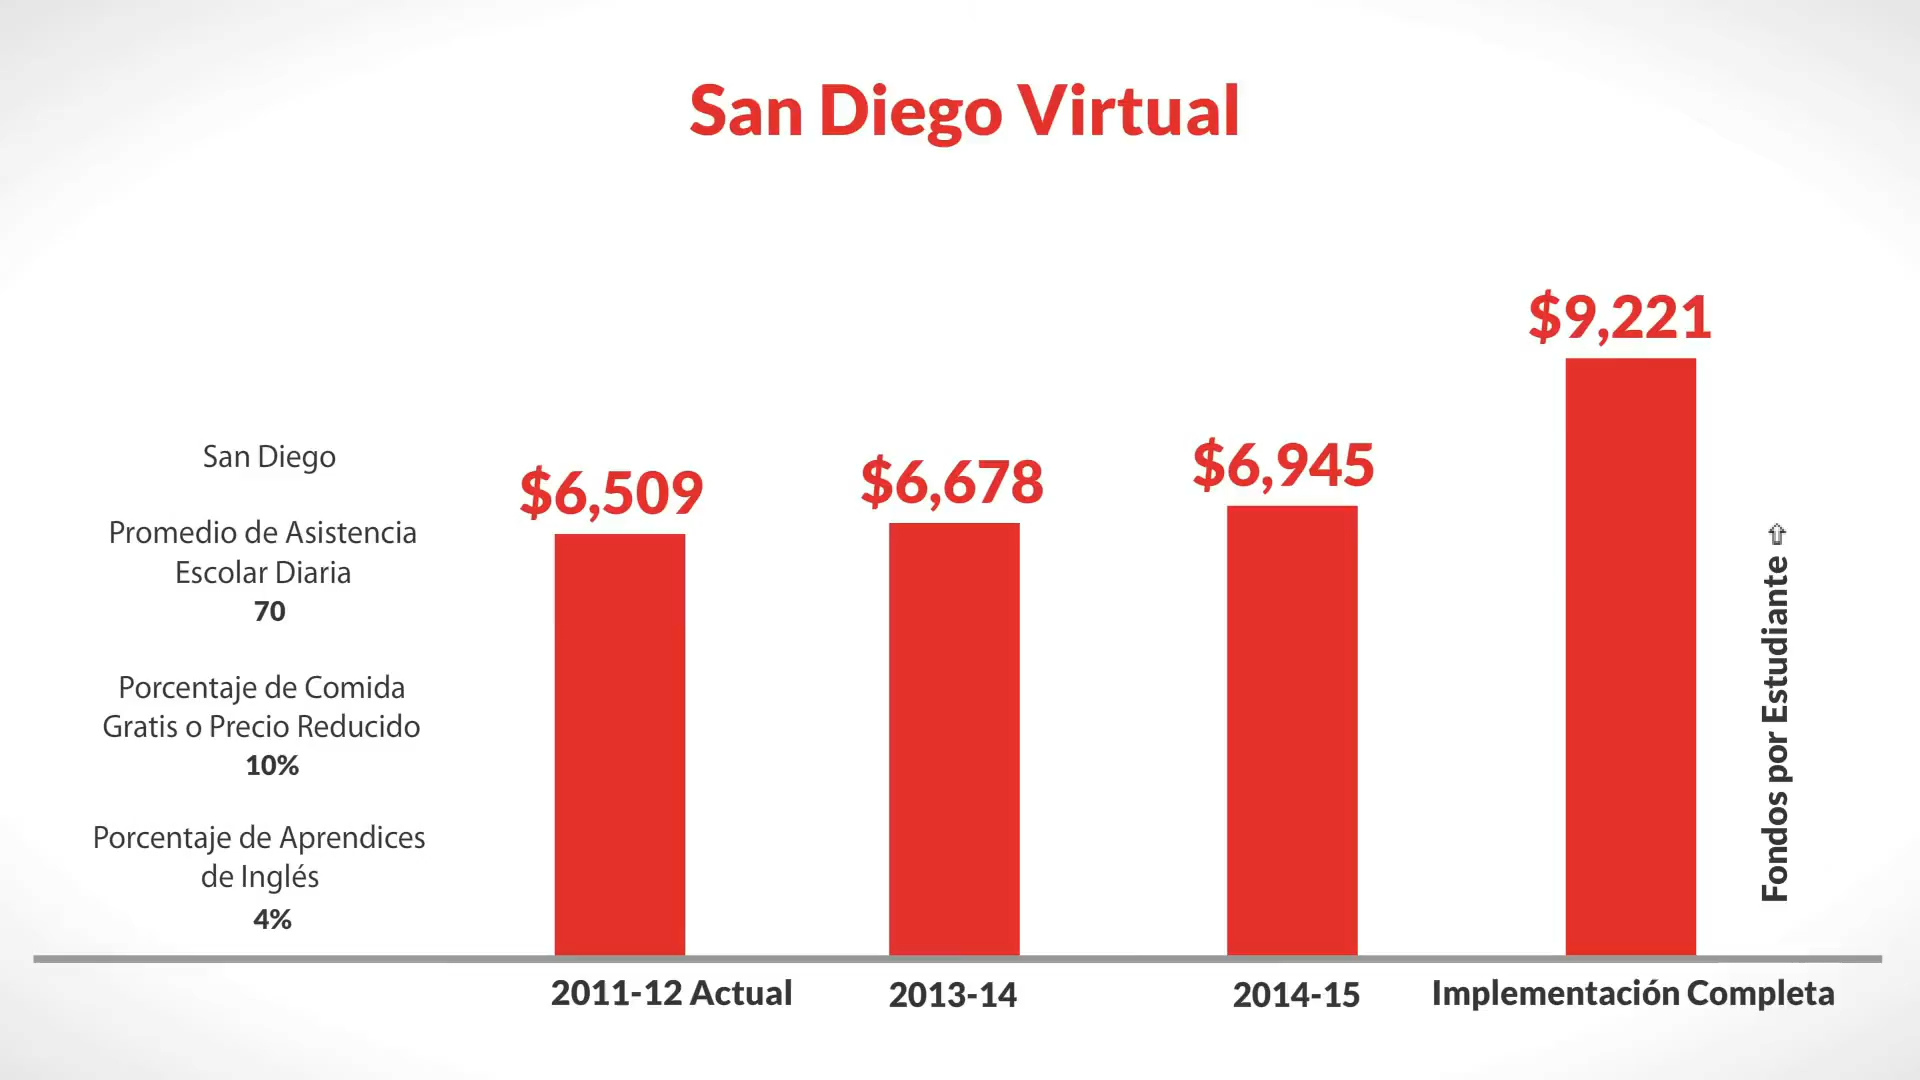 San Diego Virtual
San Diego
Promedio de Asistencia
Escolar Diaria
70
Porcentaje de Comida
Gratis o Precio Reducido
10%
Porcentaje de Aprendices
de Inglés
4%
$6,509
$6,678
$6,945
$9,221
Fondos por Estudiante ⇧
2011-12 Actual
2013-14
2014-15
Implementación Completa